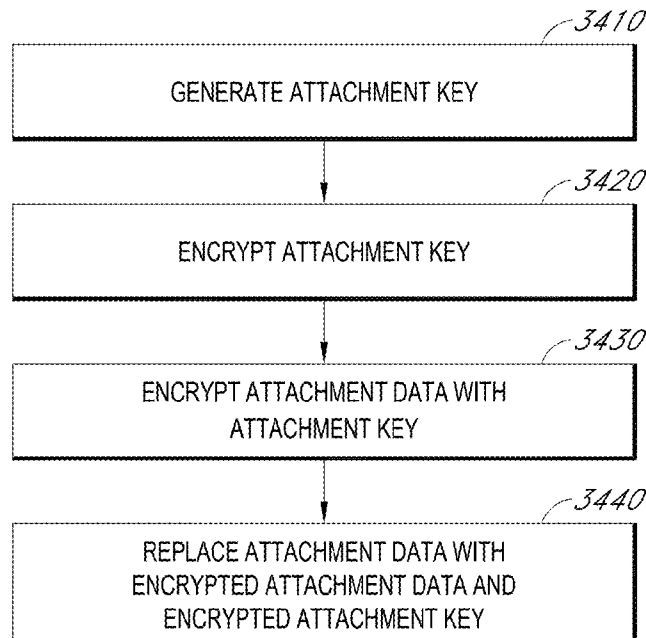 3410
GENERATE ATTACHMENT KEY
3420
ENCRYPT ATTACHMENT KEY
3430
ENCRYPT ATTACHMENT DATA WITH
ATTACHMENT KEY
3440
REPLACE ATTACHMENT DATA WITH
ENCRYPTED ATTACHMENT DATA AND
ENCRYPTED ATTACHMENT KEY